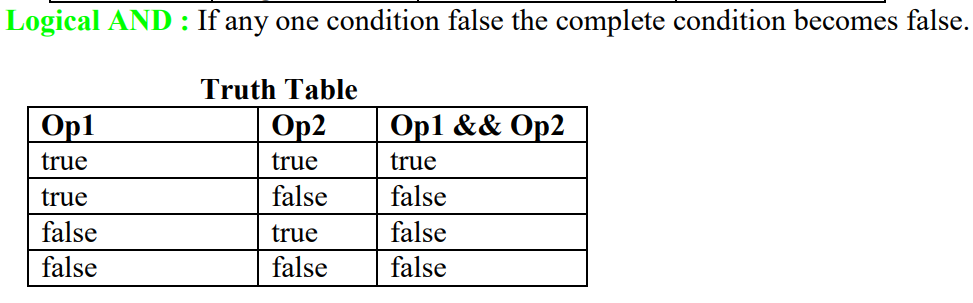 Logical AND : If any one condition false the complete condition becomes false.
Truth Table
Op1 Op2 Op1 && Op2
true true true
true false false
false true false
false false false